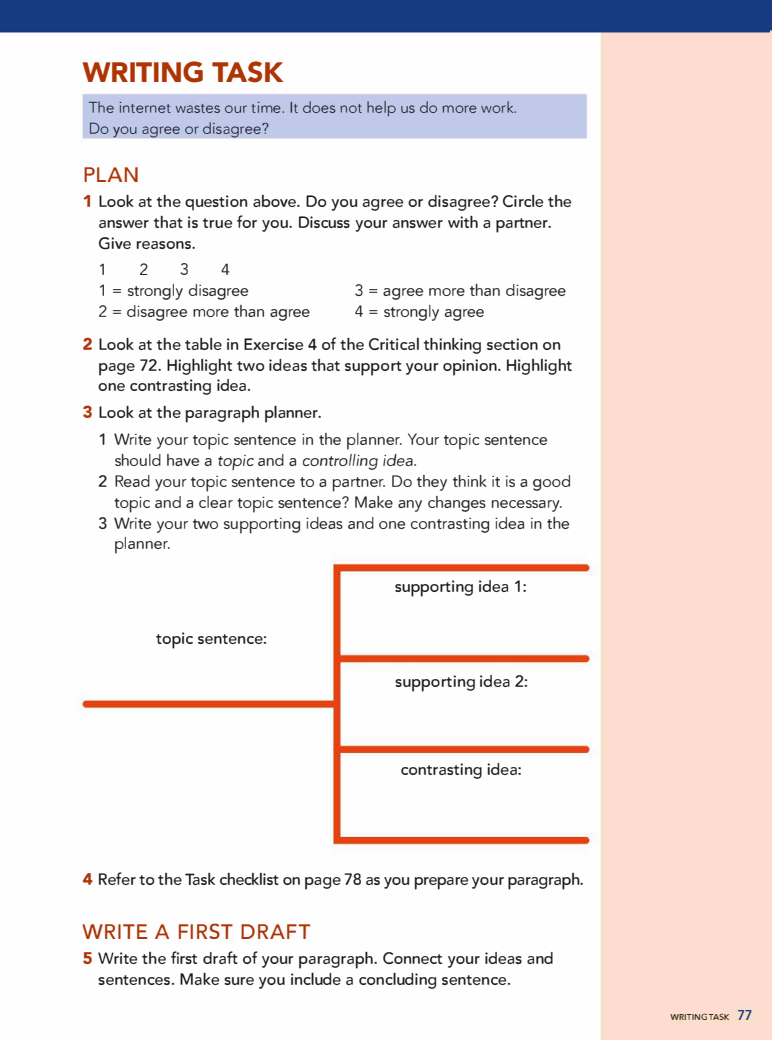 WRITING TASK
The internet wastes our time. It does not help us do more work.
Do you agree or disagree?
PLAN
1 Look at the question above. Do you agree or disagree? Circle the
answer that is true for you. Discuss your answer with a partner.
Give reasons.
1 2 3 4
1 = strongly disagree 3 = agree more than disagree
2 = disagree more than agree 4 = strongly agree
2 Look at the table in Exercise 4 of the Critical thinking section on
page 72. Highlight two ideas that support your opinion. Highlight
one contrasting idea.
3 Look at the paragraph planner.
1 Write your topic sentence in the planner. Your topic sentence
should have a topic and a controlling idea.
2 Read your topic sentence to a partner. Do they think it is a good
topic and a clear topic sentence? Make any changes necessary.
3 Write your two supporting ideas and one contrasting idea in the
planner.
supporting idea 1:
topic sentence:
supporting idea 2:
contrasting idea:
4 Refer to the Task checklist on page 78 as you prepare your paragraph.
WRITE A FIRST DRAFT
5 Write the first draft of your paragraph. Connect your ideas and
sentences. Make sure you include a concluding sentence.
WRITING TASK 77